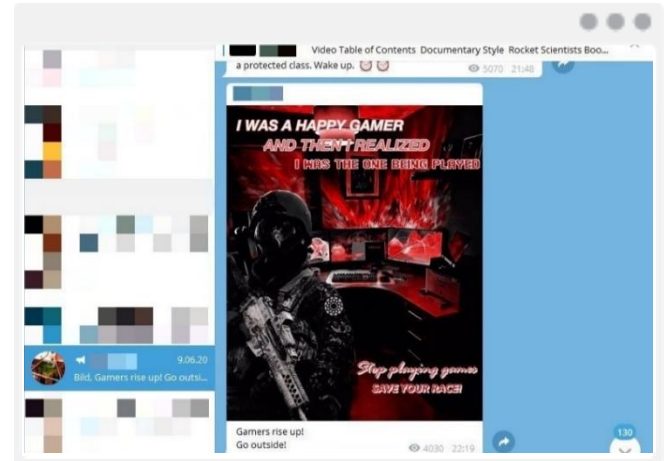 Video Table of Contents Documentary Style Rocket Scientists Boo...
a protected class. Wake up.
5070 21:48
I WAS A HAPPY GAMER
AND THEN I REALIZED
I WAS THE ONE BEING PLAYED
9.06.20
Bild, Gamers rise up! Go outsi...
Stop playing games
SAVE YOUR RACE!
Gamers rise up!
Go outside!
4030 22:19
130